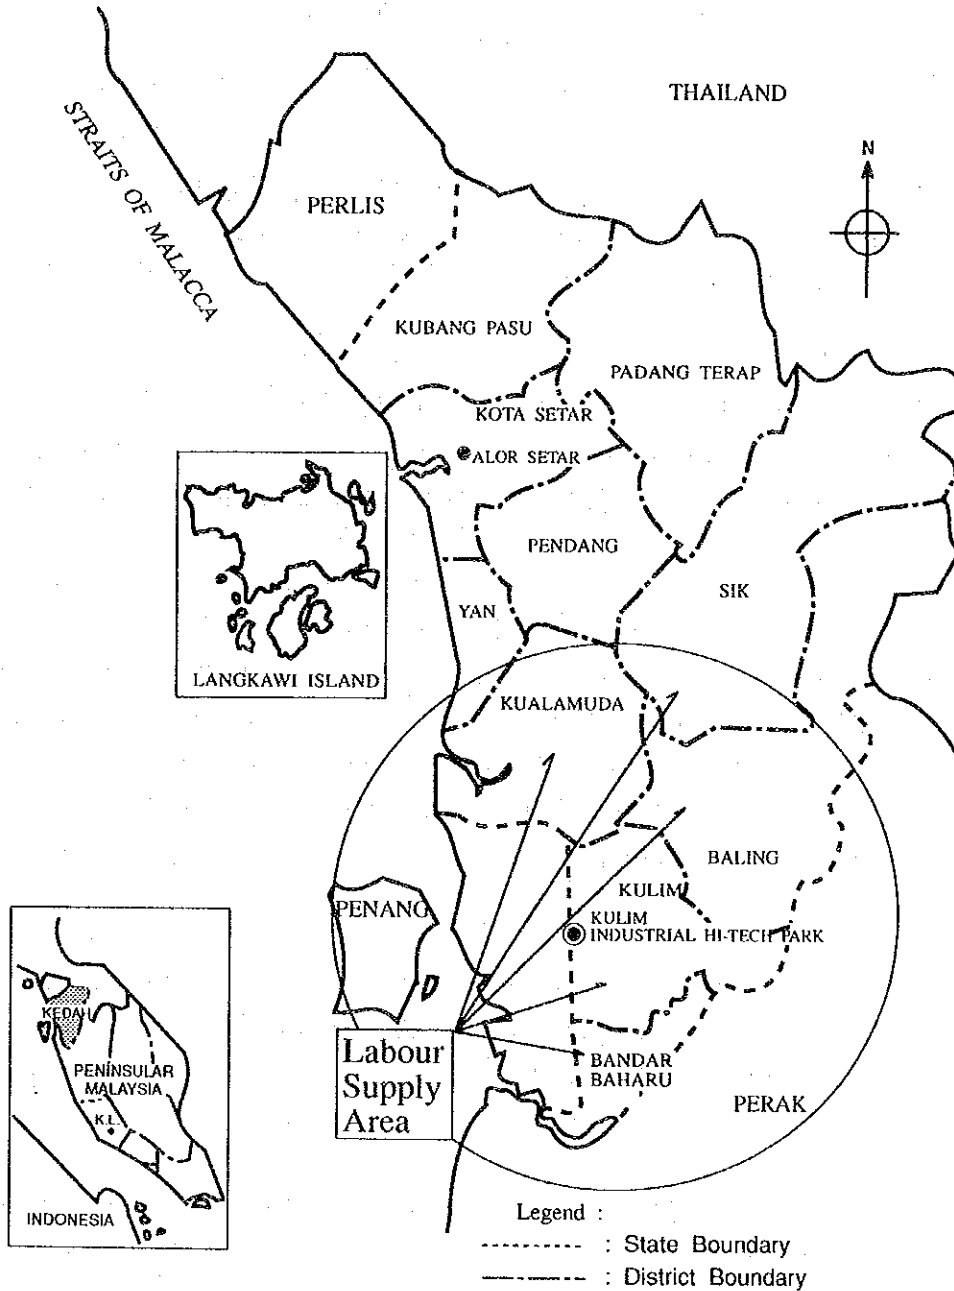 THAILAND
N
STRAITS OF MALACCA
PERLIS
KUBANG PASU
PADANG TERAP
KOTA SETAR
ALOR SETAR
PENDANG
SIK
YAN
LANGKAWI ISLAND
KUALAMUDA
BALING
KULIM
PENANG
KULIM
INDUSTRIAL HI-TECH PARK
KEDAH
Labour
Supply
Area
BANDAR
BAHARU
PENINSULAR
MALAYSIA
PERAK
K.L.
INDONESIA
Legend :
: State Boundary
: District Boundary